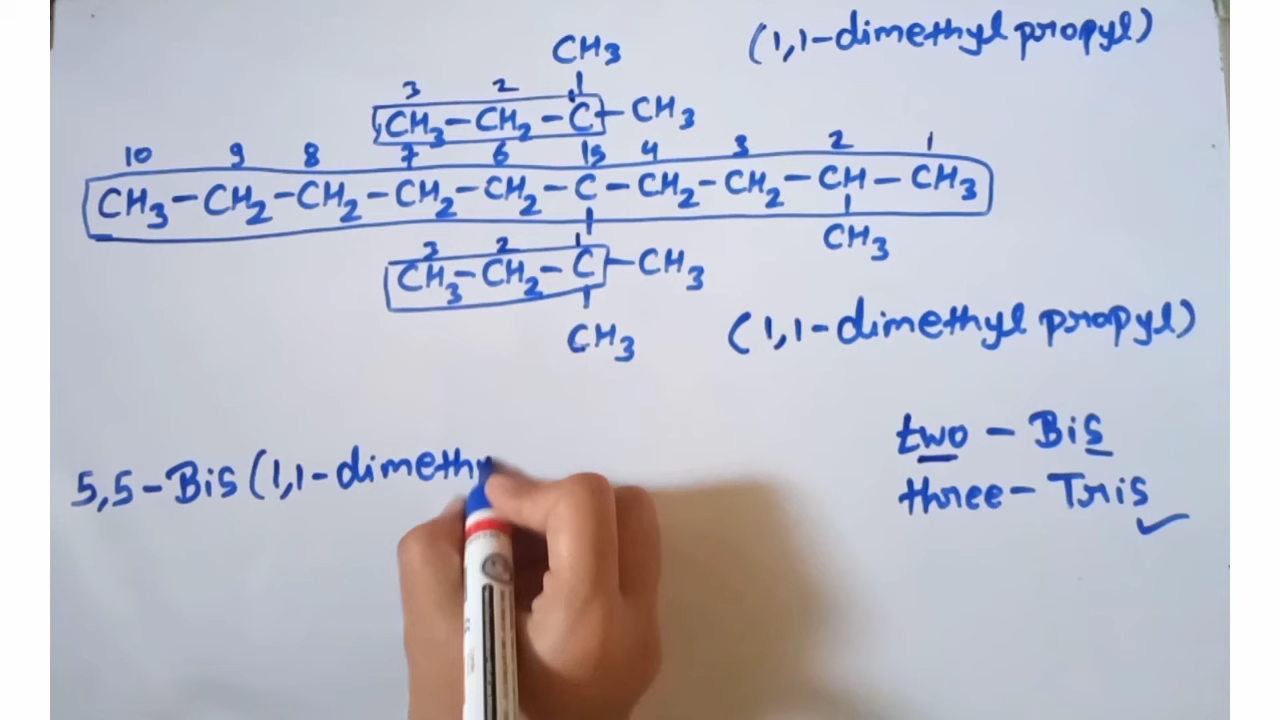 (1,1-dimethyl propyl)
CH3
3 2 1
CH3-CH2-C-CH3
10 9 8 7 6 15 4 3 2 1
CH3-CH2-CH2-CH2-CH2-C-CH2-CH2-CH-CH3
CH3
3 2 1
CH3-CH2-C-CH3
CH3
(1,1-dimethyl propyl)
two - Bis
three - Tris
5,5-Bis (1,1-dimethy